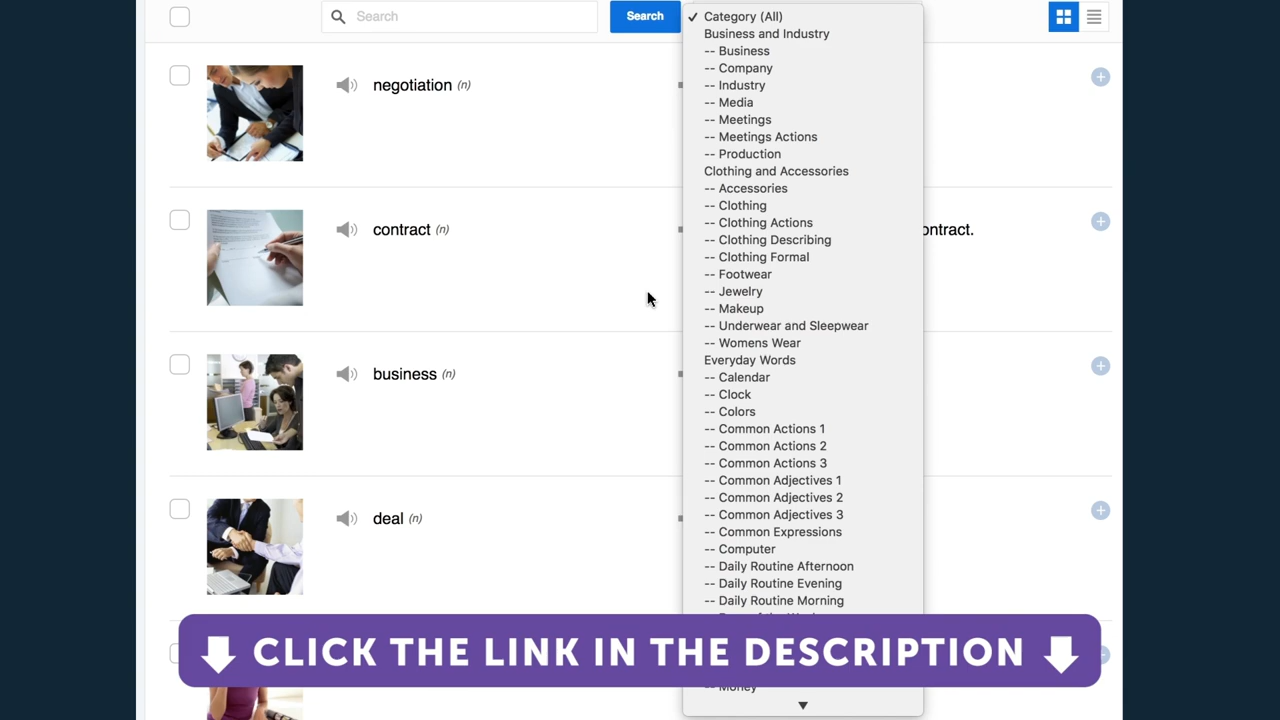 Search
Search
✓ Category (All)
Business and Industry
-- Business
-- Company
-- Industry
-- Media
-- Meetings
-- Meetings Actions
-- Production
Clothing and Accessories
-- Accessories
-- Clothing
-- Clothing Actions
-- Clothing Describing
-- Clothing Formal
-- Footwear
-- Jewelry
-- Makeup
-- Underwear and Sleepwear
-- Womens Wear
Everyday Words
-- Calendar
-- Clock
-- Colors
-- Common Actions 1
-- Common Actions 2
-- Common Actions 3
-- Common Adjectives 1
-- Common Adjectives 2
-- Common Adjectives 3
-- Common Expressions
-- Computer
-- Daily Routine Afternoon
-- Daily Routine Evening
-- Daily Routine Morning
-- Money
negotiation (n)
contract (n)
ontract.
business (n)
deal (n)
CLICK THE LINK IN THE DESCRIPTION